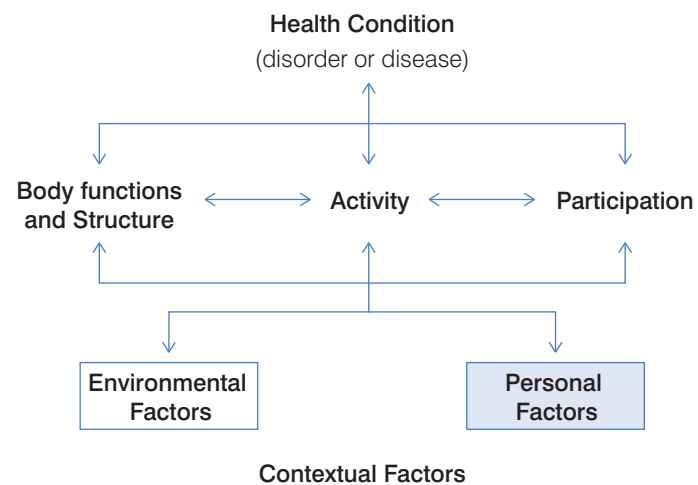 Health Condition
(disorder or disease)
Body functions
and Structure
Activity
Participation
Environmental
Factors
Personal
Factors
Contextual Factors